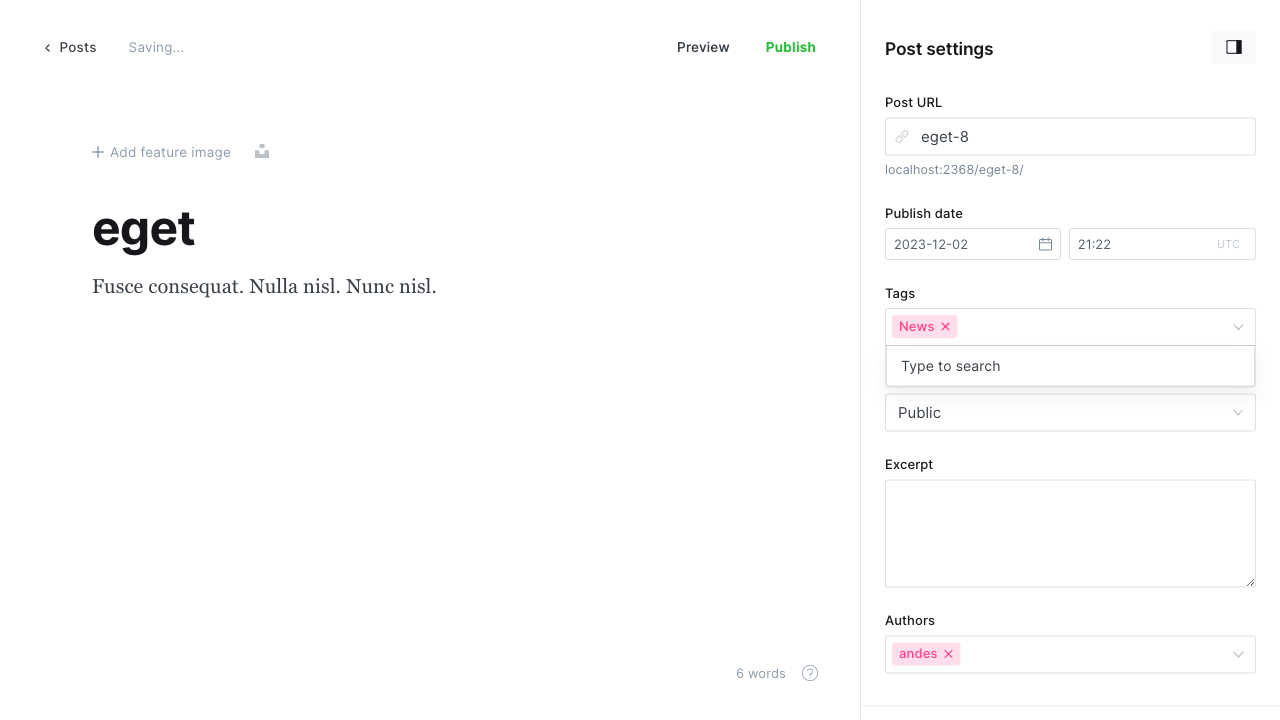 Posts
Saving...
Preview
Publish
Add feature image
eget
Fusce consequat. Nulla nisl. Nunc nisl.
6 words
?
Post settings
Post URL
eget-8
localhost:2368/eget-8/
Publish date
2023-12-02
21:22
UTC
Tags
News
Type to search
Public
Excerpt
Authors
andes